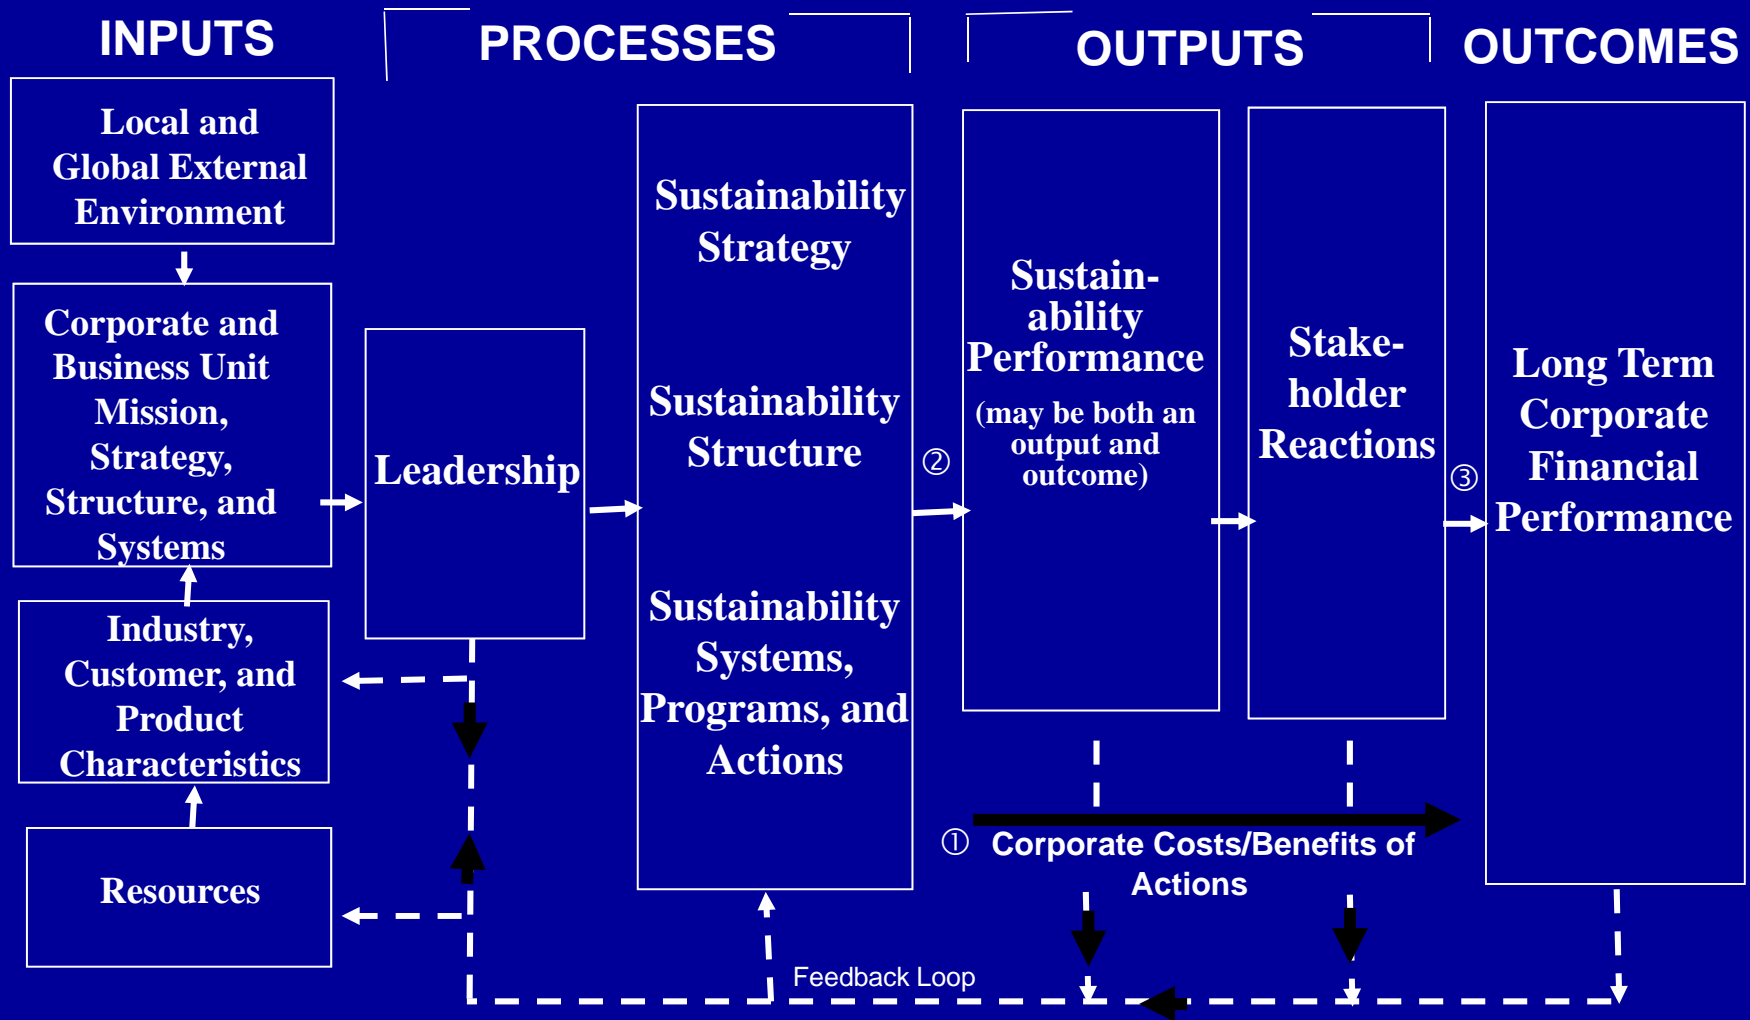 INPUTS
PROCESSES
OUTPUTS
OUTCOMES
Local and
Global External
Environment
Corporate and
Business Unit
Mission,
Strategy,
Structure, and
Systems
Industry,
Customer, and
Product
Characteristics
Resources
Leadership
Sustainability
Strategy
Sustainability
Structure
Sustainability
Systems,
Programs, and
Actions
②
Sustain-
ability
Performance
(may be both an
output and
outcome)
Stake-
holder
Reactions
③
Long Term
Corporate
Financial
Performance
① Corporate Costs/Benefits of
Actions
Feedback Loop